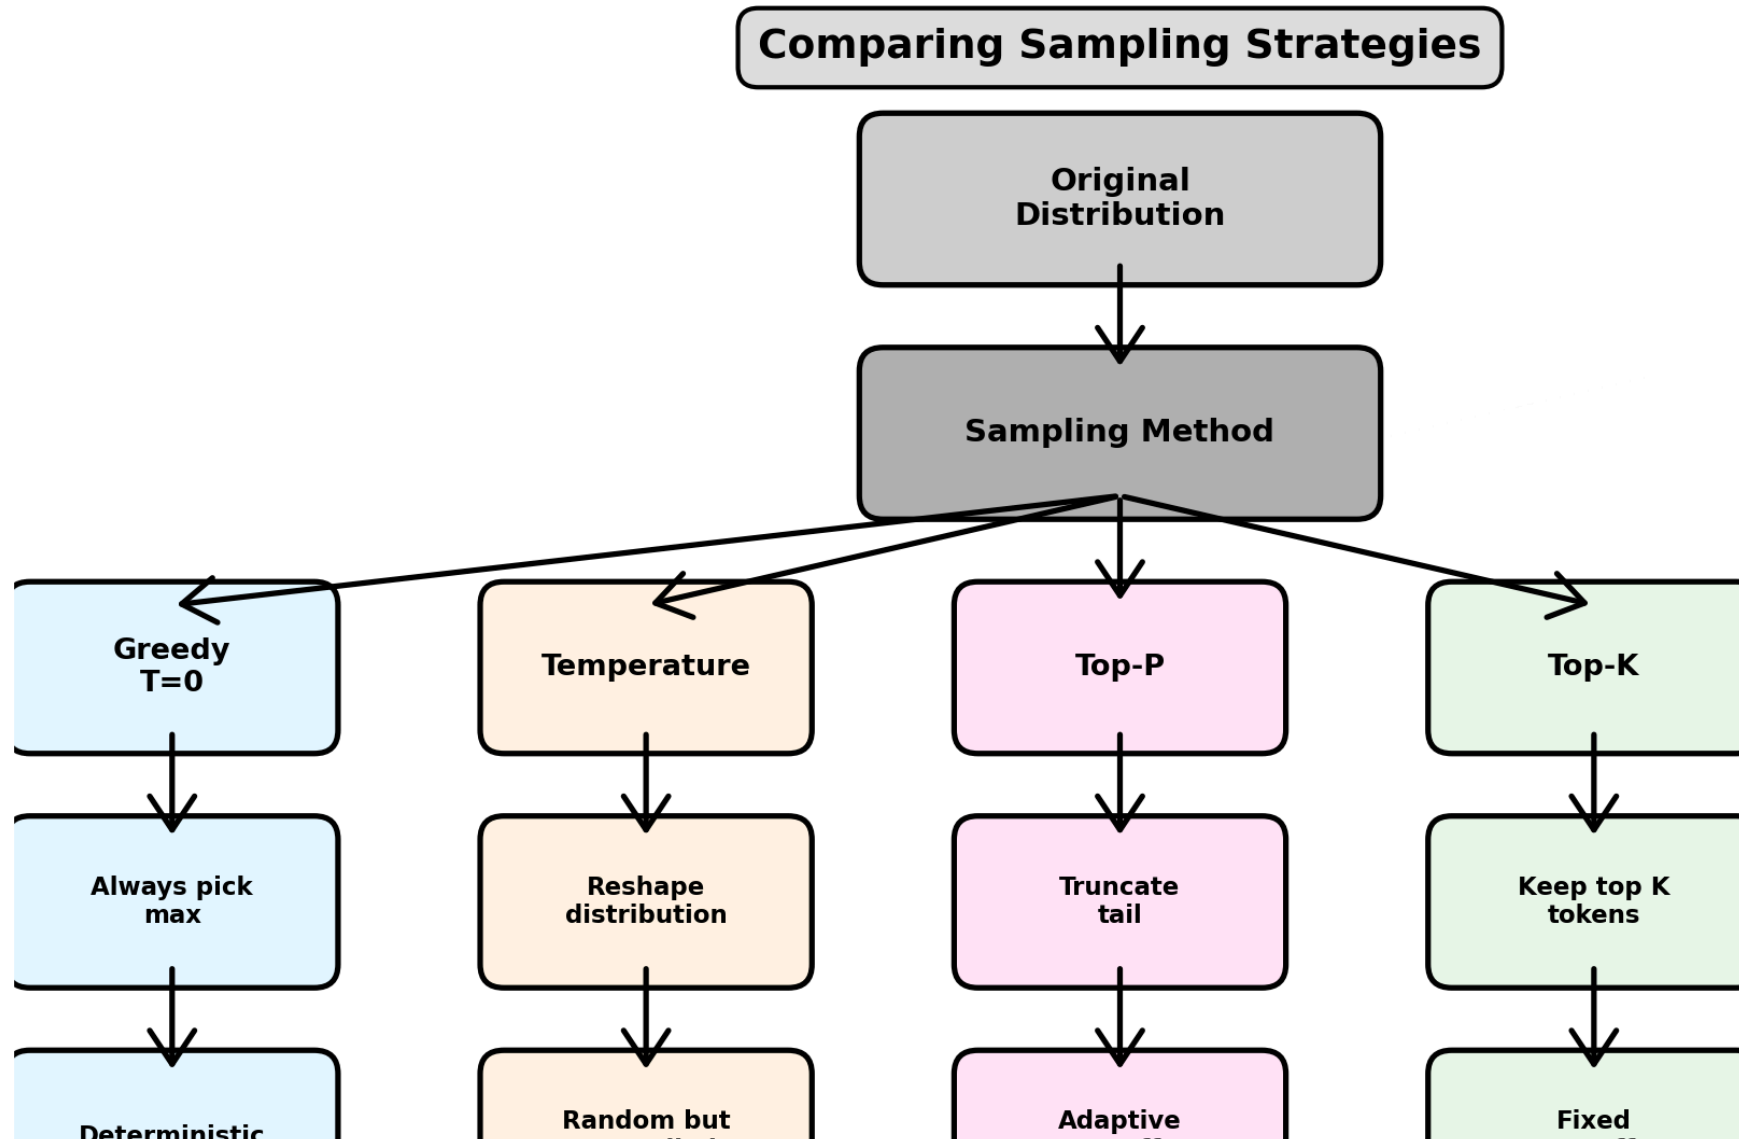 Comparing Sampling Strategies
Original
Distribution
Sampling Method
Greedy
T=0
Temperature
Top-P
Top-K
Always pick
max
Reshape
distribution
Truncate
tail
Keep top K
tokens
Deterministic
Random but
Adaptive
Fixed